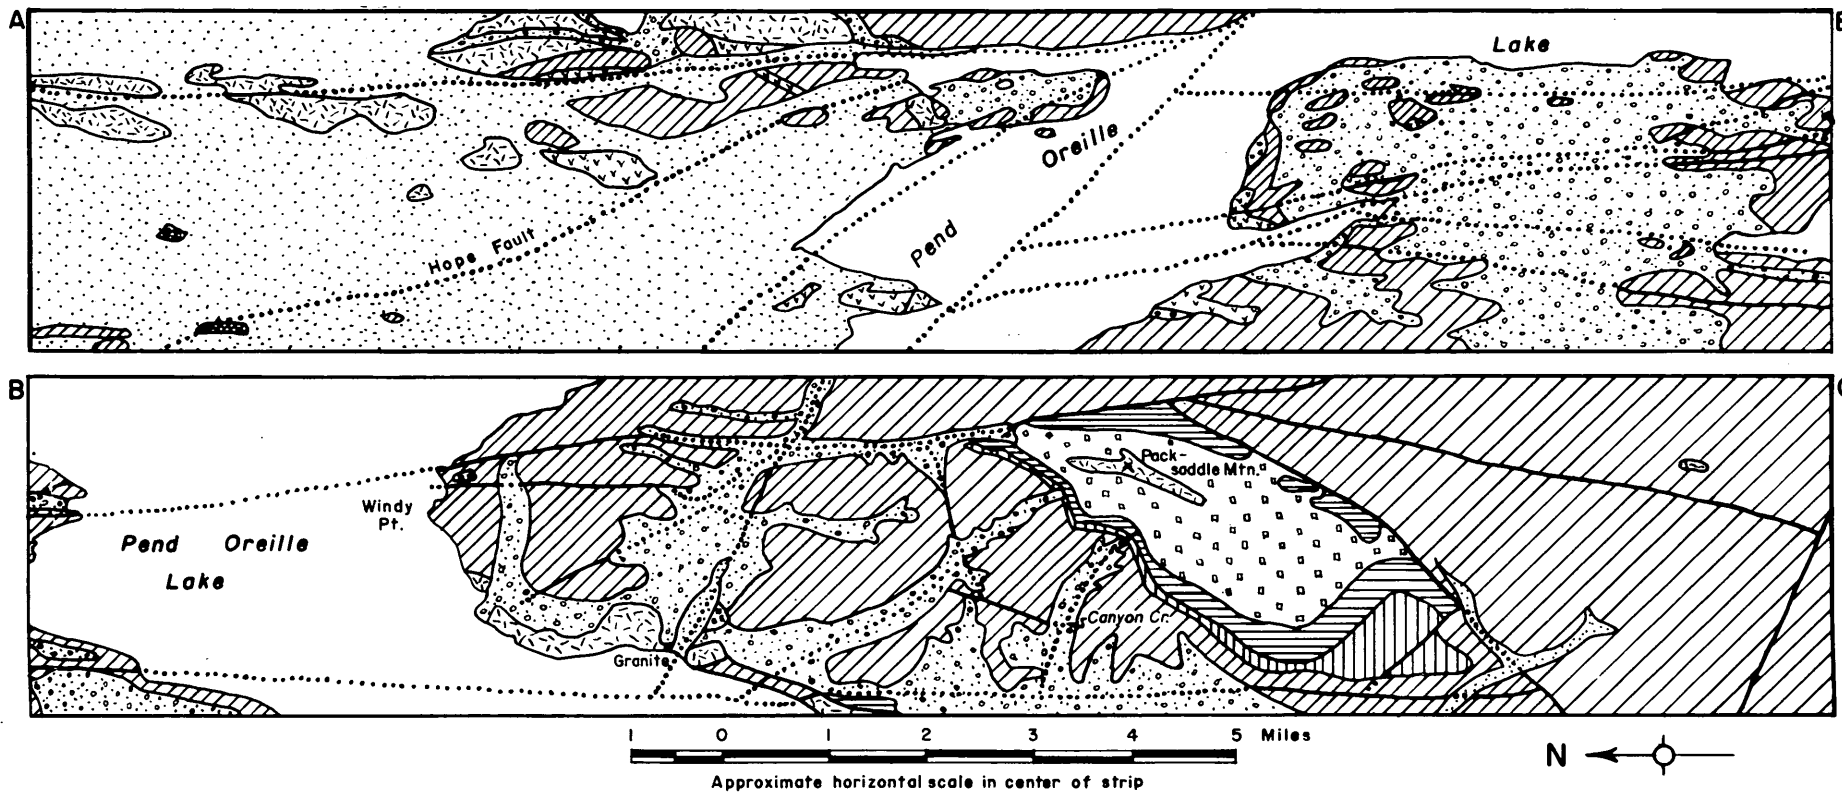 A
B
Lake
Oreille
Pend
Hope Fault
B
C
Pack-
saddle Mtn.
Windy
Pt.
Pend Oreille
Lake
Canyon Cr.
Granite
1 0 1 2 3 4 5 Miles
N
Approximate horizontal scale in center of strip